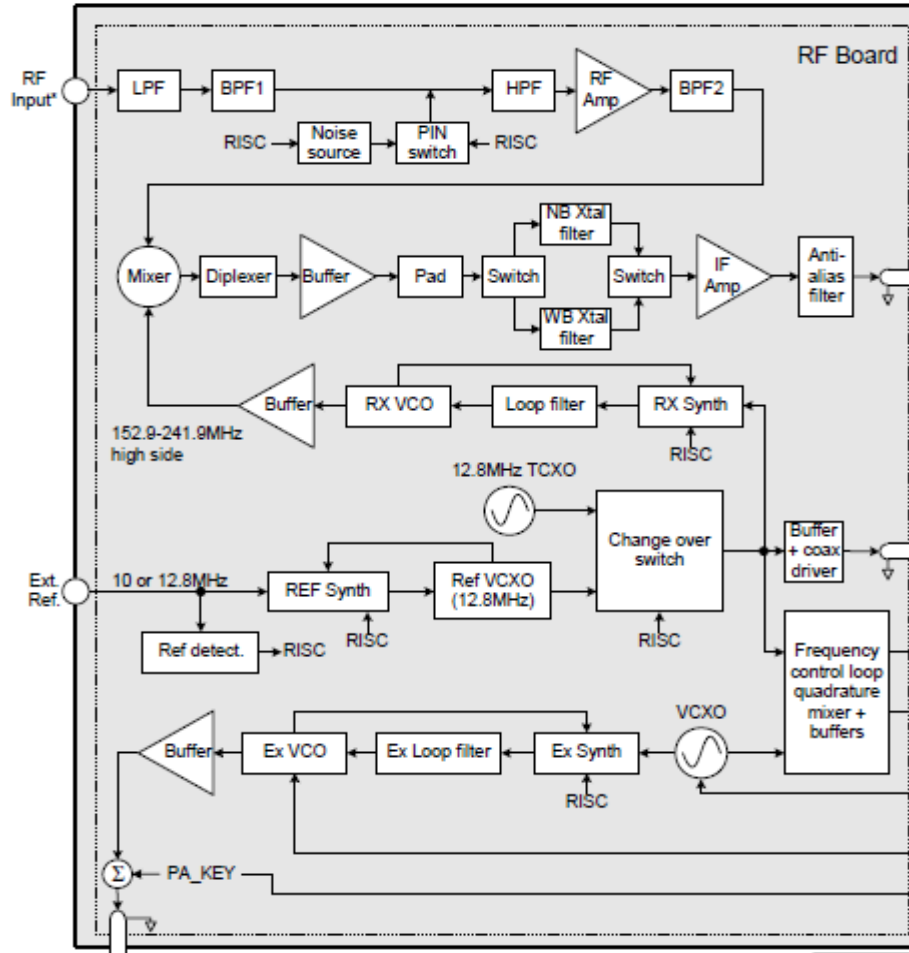 RF Board
RF
Input*
LPF
BPF1
HPF
RF
Amp
BPF2
RISC
Noise
source
PIN
switch
RISC
NB Xtal
filter
Mixer
Diplexer
Buffer
Pad
Switch
Switch
IF
Amp
Anti-
alias
filter
WB Xtal
filter
Buffer
RX VCO
Loop filter
RX Synth
152.9-241.9MHz
high side
RISC
12.8MHz TCXO
Change over
switch
Buffer
+ coax
driver
Ext.
Ref.
10 or 12.8MHz
REF Synth
Ref VCXO
(12.8MHz)
RISC
RISC
Ref detect.
RISC
Frequency
control loop
quadrature
mixer +
buffers
VCXO
Buffer
Ex VCO
Ex Loop filter
Ex Synth
RISC
Σ
PA_KEY